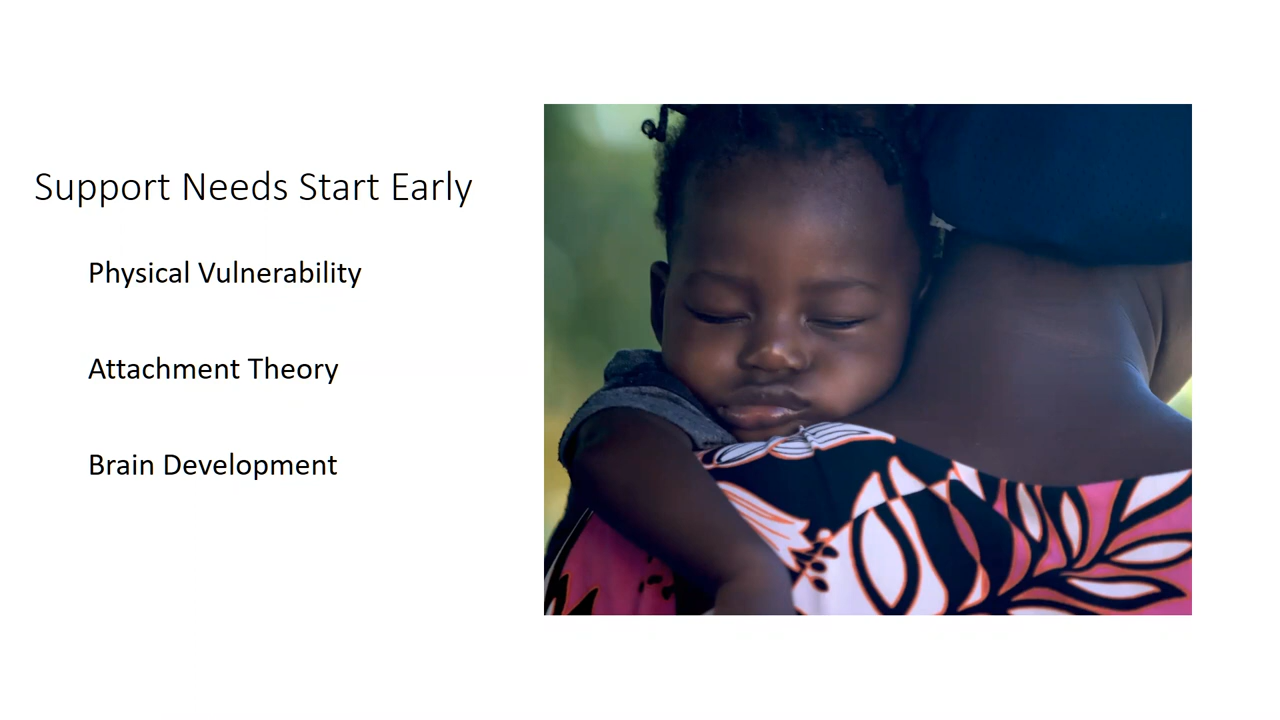 Support Needs Start Early
Physical Vulnerability
Attachment Theory
Brain Development